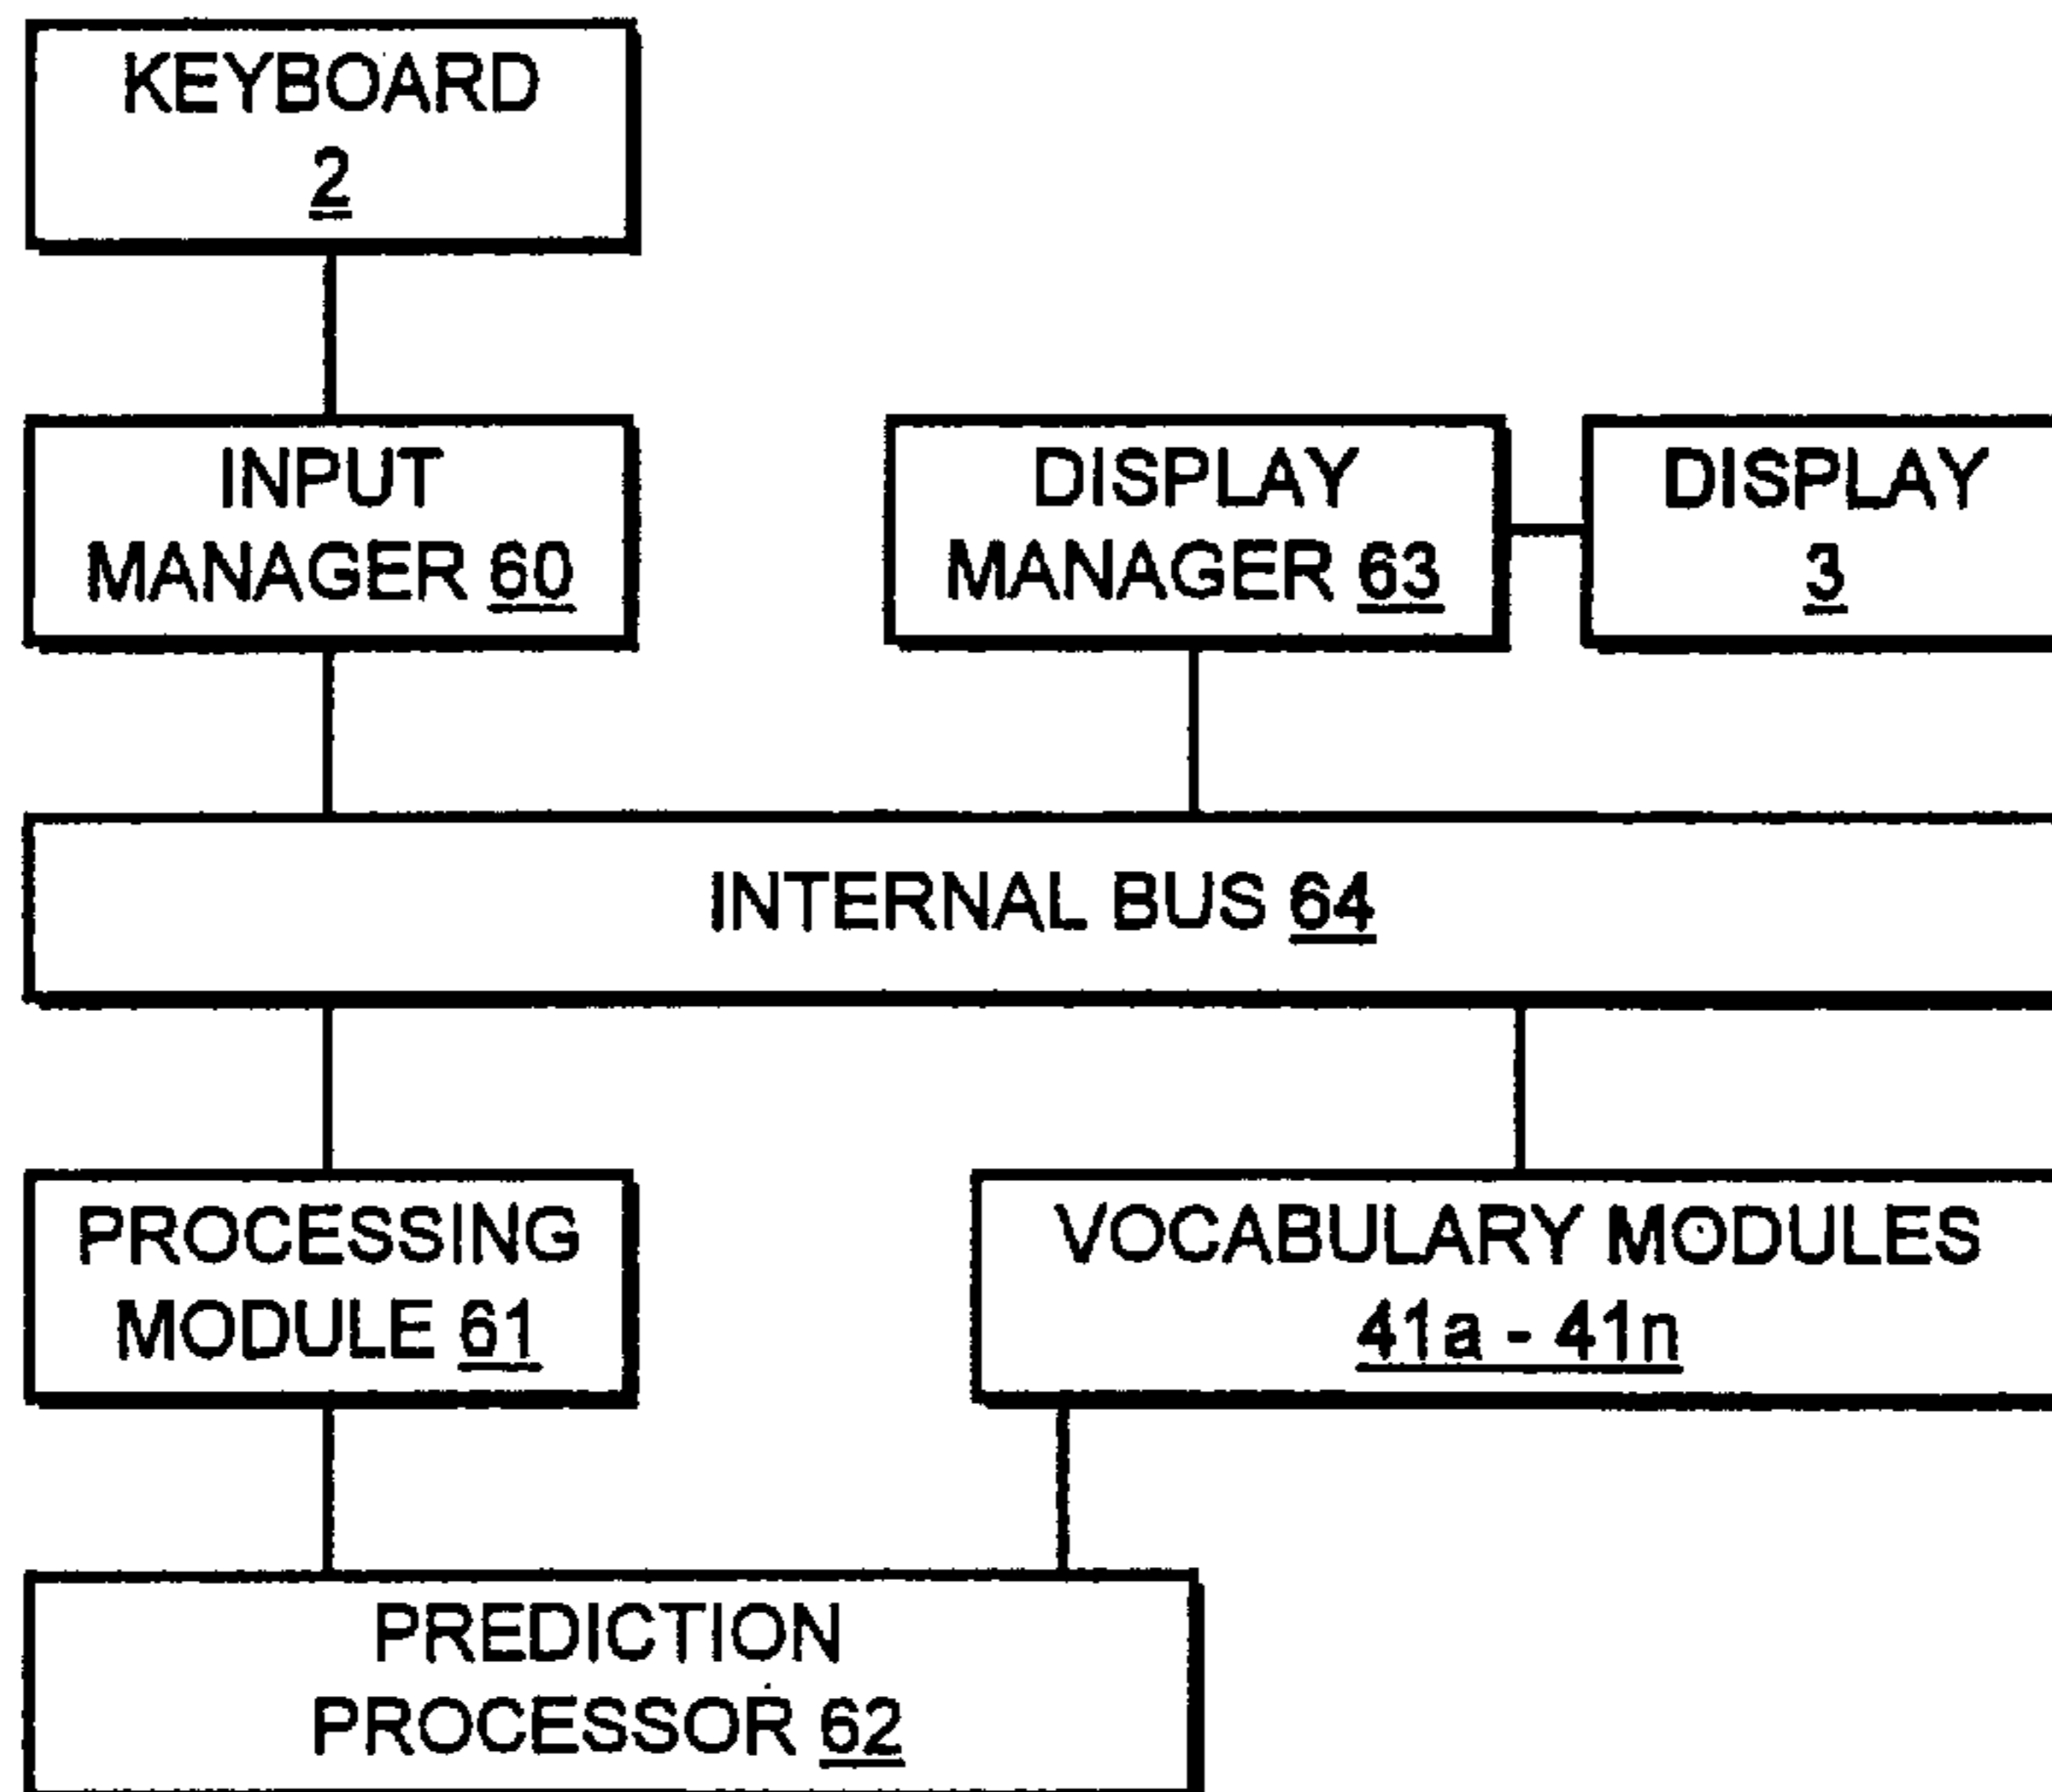 KEYBOARD
2
INPUT
MANAGER 60
DISPLAY
MANAGER 63
DISPLAY
3
INTERNAL BUS 64
PROCESSING
MODULE 61
VOCABULARY MODULES
41a - 41n
PREDICTION
PROCESSOR 62